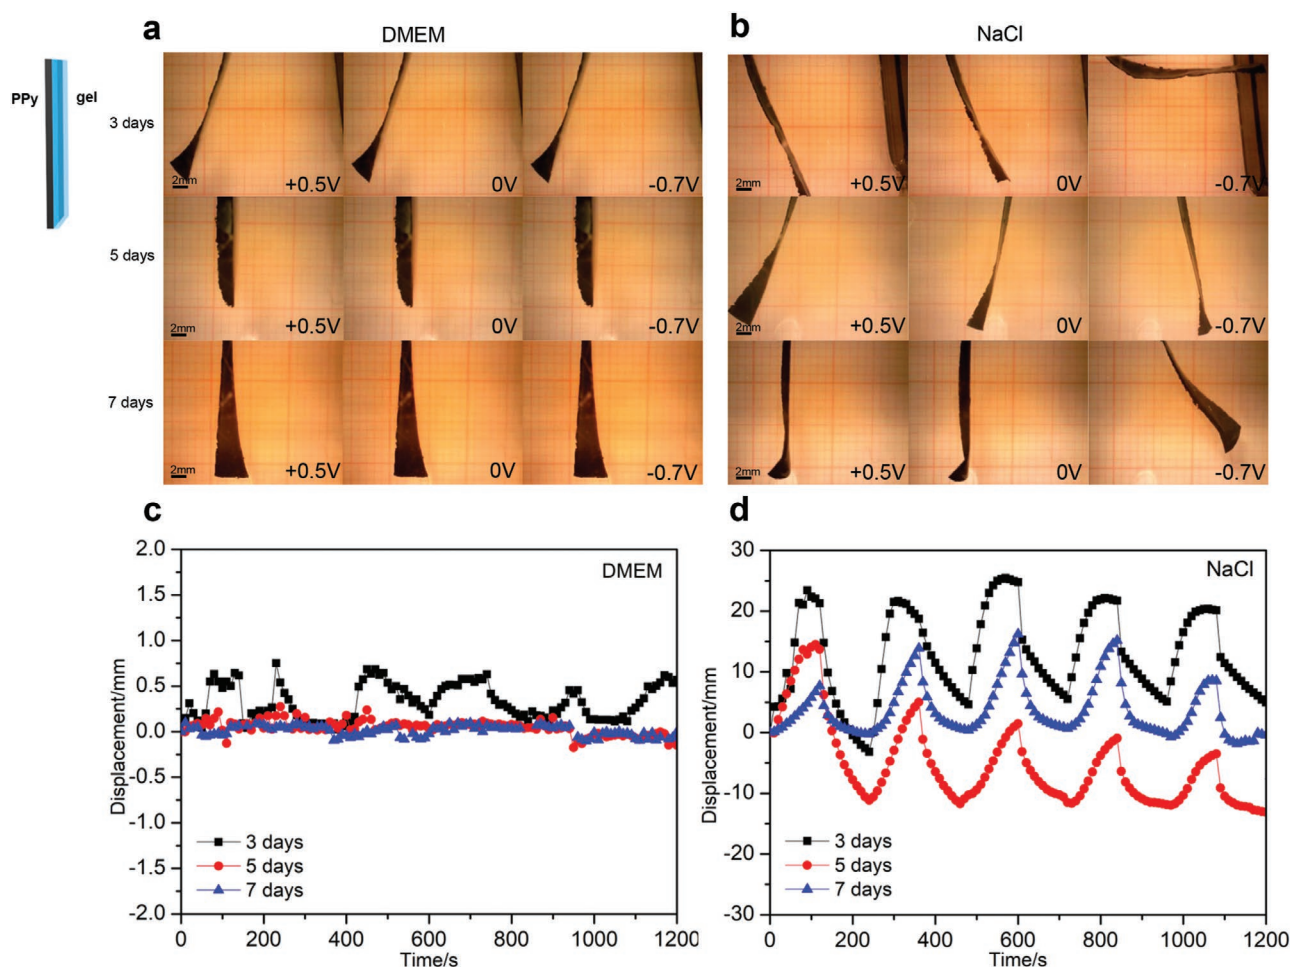 a
DMEM
b
NaCl
PPy
gel
3 days
2mm
+0.5V
0V
-0.7V
2mm
+0.5V
0V
-0.7V
5 days
2mm
+0.5V
0V
-0.7V
2mm
+0.5V
0V
-0.7V
7 days
2mm
+0.5V
0V
-0.7V
2mm
+0.5V
0V
-0.7V
c
DMEM
Displacement/mm
2.0
1.5
1.0
0.5
0.0
-0.5
-1.0
-1.5
-2.0
3 days
5 days
7 days
0 200 400 600 800 1000 1200
Time/s
d
NaCl
Displacement/mm
30
20
10
0
-10
-20
-30
3 days
5 days
7 days
0 200 400 600 800 1000 1200
Time/s